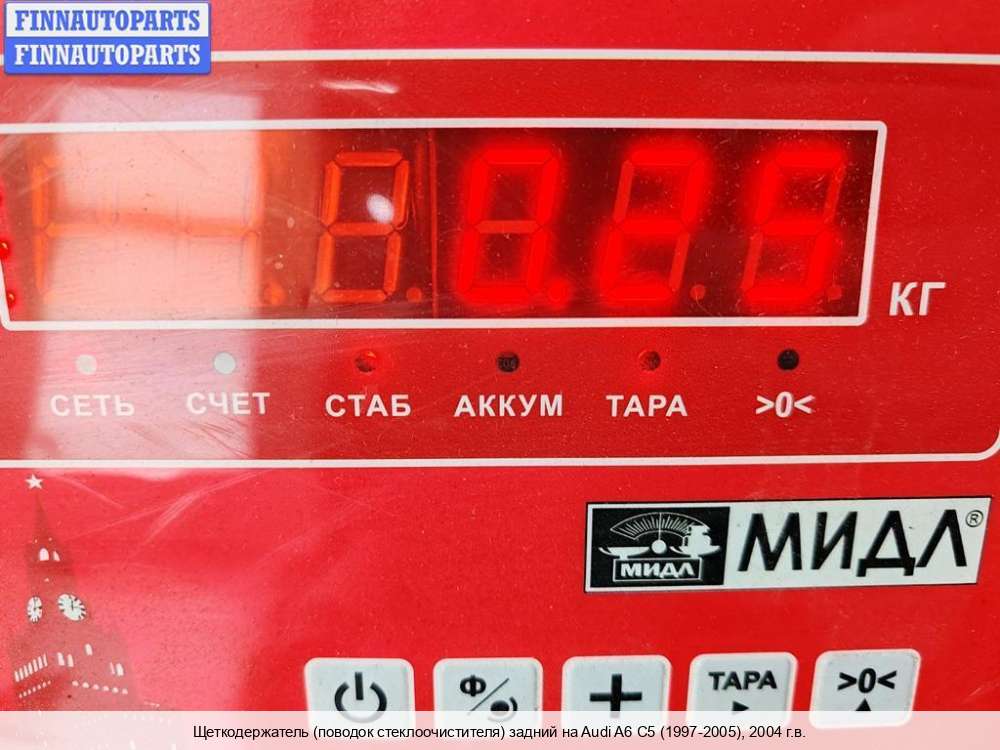 FINNAUTOPARTS
FINNAUTOPARTS
0.25
КГ
СЕТЬ СЧЕТ СТАБ АККУМ ТАРА >0<
МИДЛ МИДЛ®
Ф ТАРА >0<
Щеткодержатель (поводок стеклоочистителя) задний на Audi A6 C5 (1997-2005), 2004 г.в.